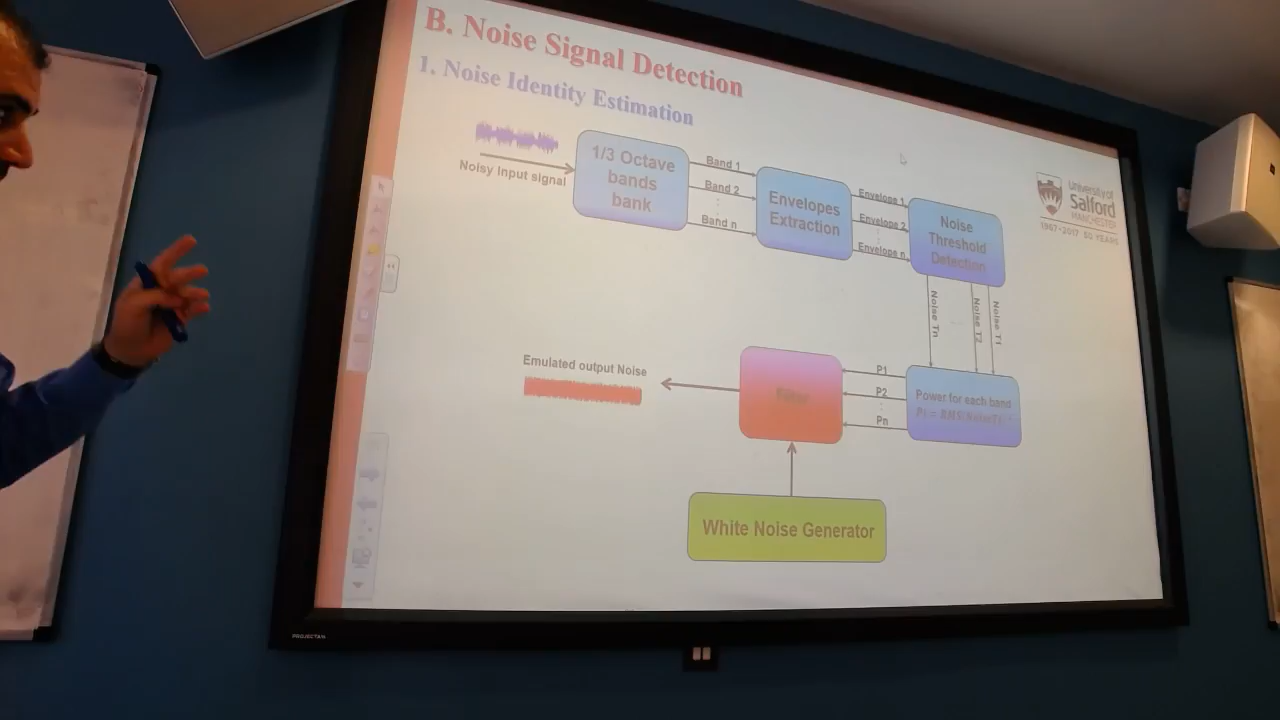 B. Noise Signal Detection
1. Noise Identity Estimation
Noisy Input signal
1/3 Octave
bands
bank
Band 1
Band 2
Band n
Envelopes
Extraction
Envelope 1
Envelope 2
Envelope n
Noise
Threshold
Detection
University of
Salford
MANCHESTER
1967-2017 50 YEARS
Noise Tn
Noise T2
Noise T1
Emulated output Noise
Filter
P1
P2
Pn
Power for each band
White Noise Generator